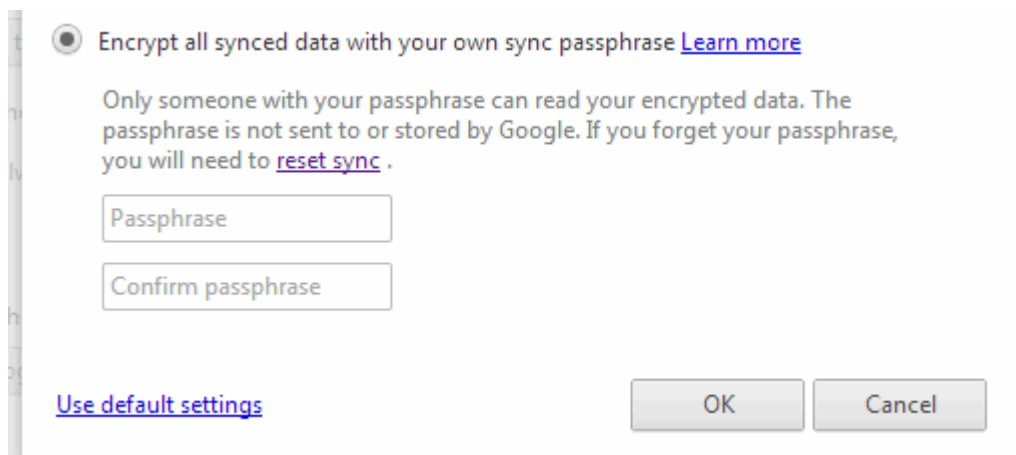 Encrypt all synced data with your own sync passphrase Learn more
Only someone with your passphrase can read your encrypted data. The
passphrase is not sent to or stored by Google. If you forget your passphrase,
you will need to reset sync .
Passphrase
Confirm passphrase
Use default settings
OK
Cancel